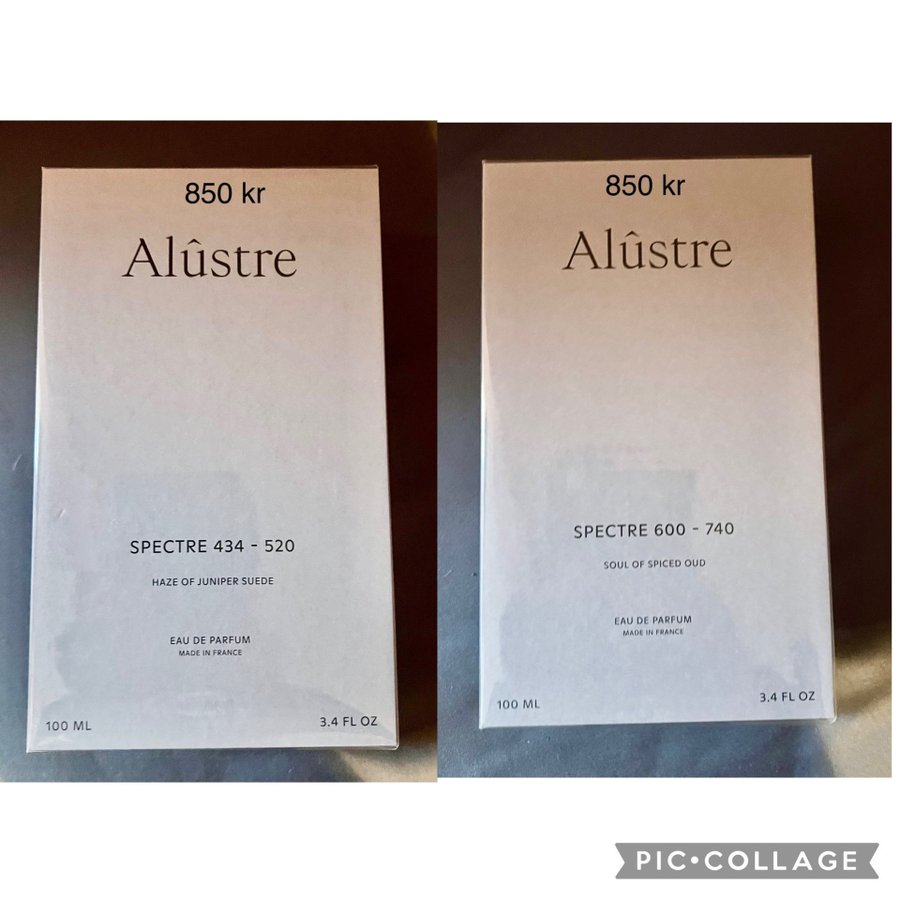 850 kr
Alûstre
SPECTRE 434 - 520
HAZE OF JUNIPER SUEDE
EAU DE PARFUM
MADE IN FRANCE
100 ML
3.4 FL OZ
850 kr
Alûstre
SPECTRE 600 - 740
SOUL OF SPICED OUD
EAU DE PARFUM
MADE IN FRANCE
100 ML
3.4 FL OZ
PIC•COLLAGE